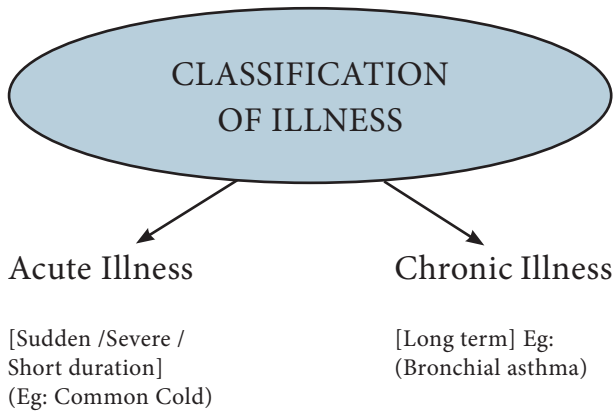 CLASSIFICATION
OF ILLNESS
Acute Illness
[Sudden /Severe /
Short duration]
(Eg: Common Cold)
Chronic Illness
[Long term] Eg:
(Bronchial asthma)